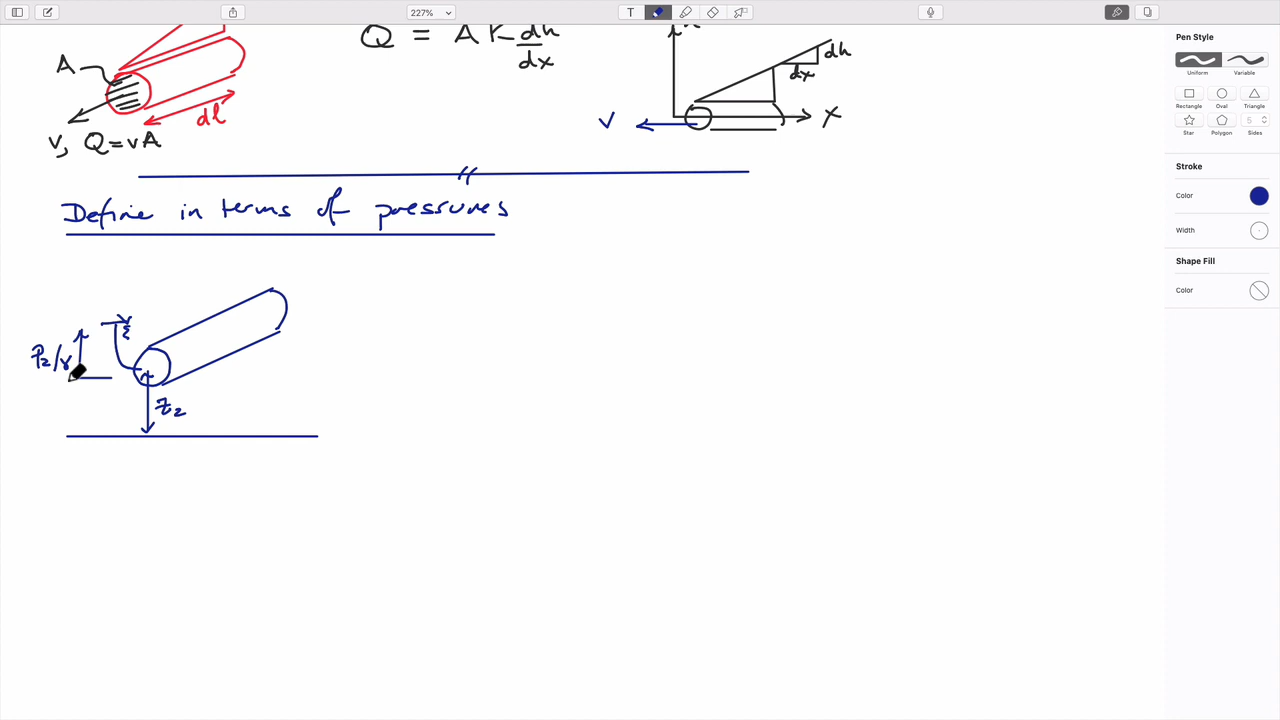 227%
T
Q = A K dh
dx
A
dl
v, Q=vA
dh
dx
v
x
Define in terms of pressures
P2/γ
z2
Pen Style
Uniform
Variable
Rectangle
Oval
Triangle
Star
Polygon
5
Sides
Stroke
Color
Width
Shape Fill
Color